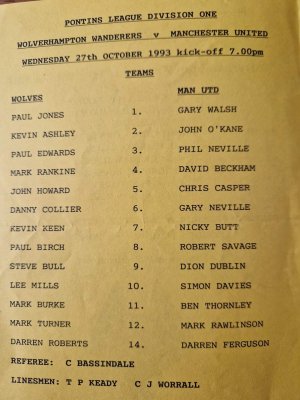 PONTINS LEAGUE DIVISION ONE
WOLVERHAMPTON WANDERERS v MANCHESTER UNITED
WEDNESDAY 27th OCTOBER 1993 kick-off 7.00pm
TEAMS
WOLVES MAN UTD
PAUL JONES 1. GARY WALSH
KEVIN ASHLEY 2. JOHN O'KANE
PAUL EDWARDS 3. PHIL NEVILLE
MARK RANKINE 4. DAVID BECKHAM
JOHN HOWARD 5. CHRIS CASPER
DANNY COLLIER 6. GARY NEVILLE
KEVIN KEEN 7. NICKY BUTT
PAUL BIRCH 8. ROBERT SAVAGE
STEVE BULL 9. DION DUBLIN
LEE MILLS 10. SIMON DAVIES
MARK BURKE 11. BEN THORNLEY
MARK TURNER 12. MARK RAWLINSON
DARREN ROBERTS 14. DARREN FERGUSON
REFEREE: C BASSINDALE
LINESMEN: T P KEADY C J WORRALL